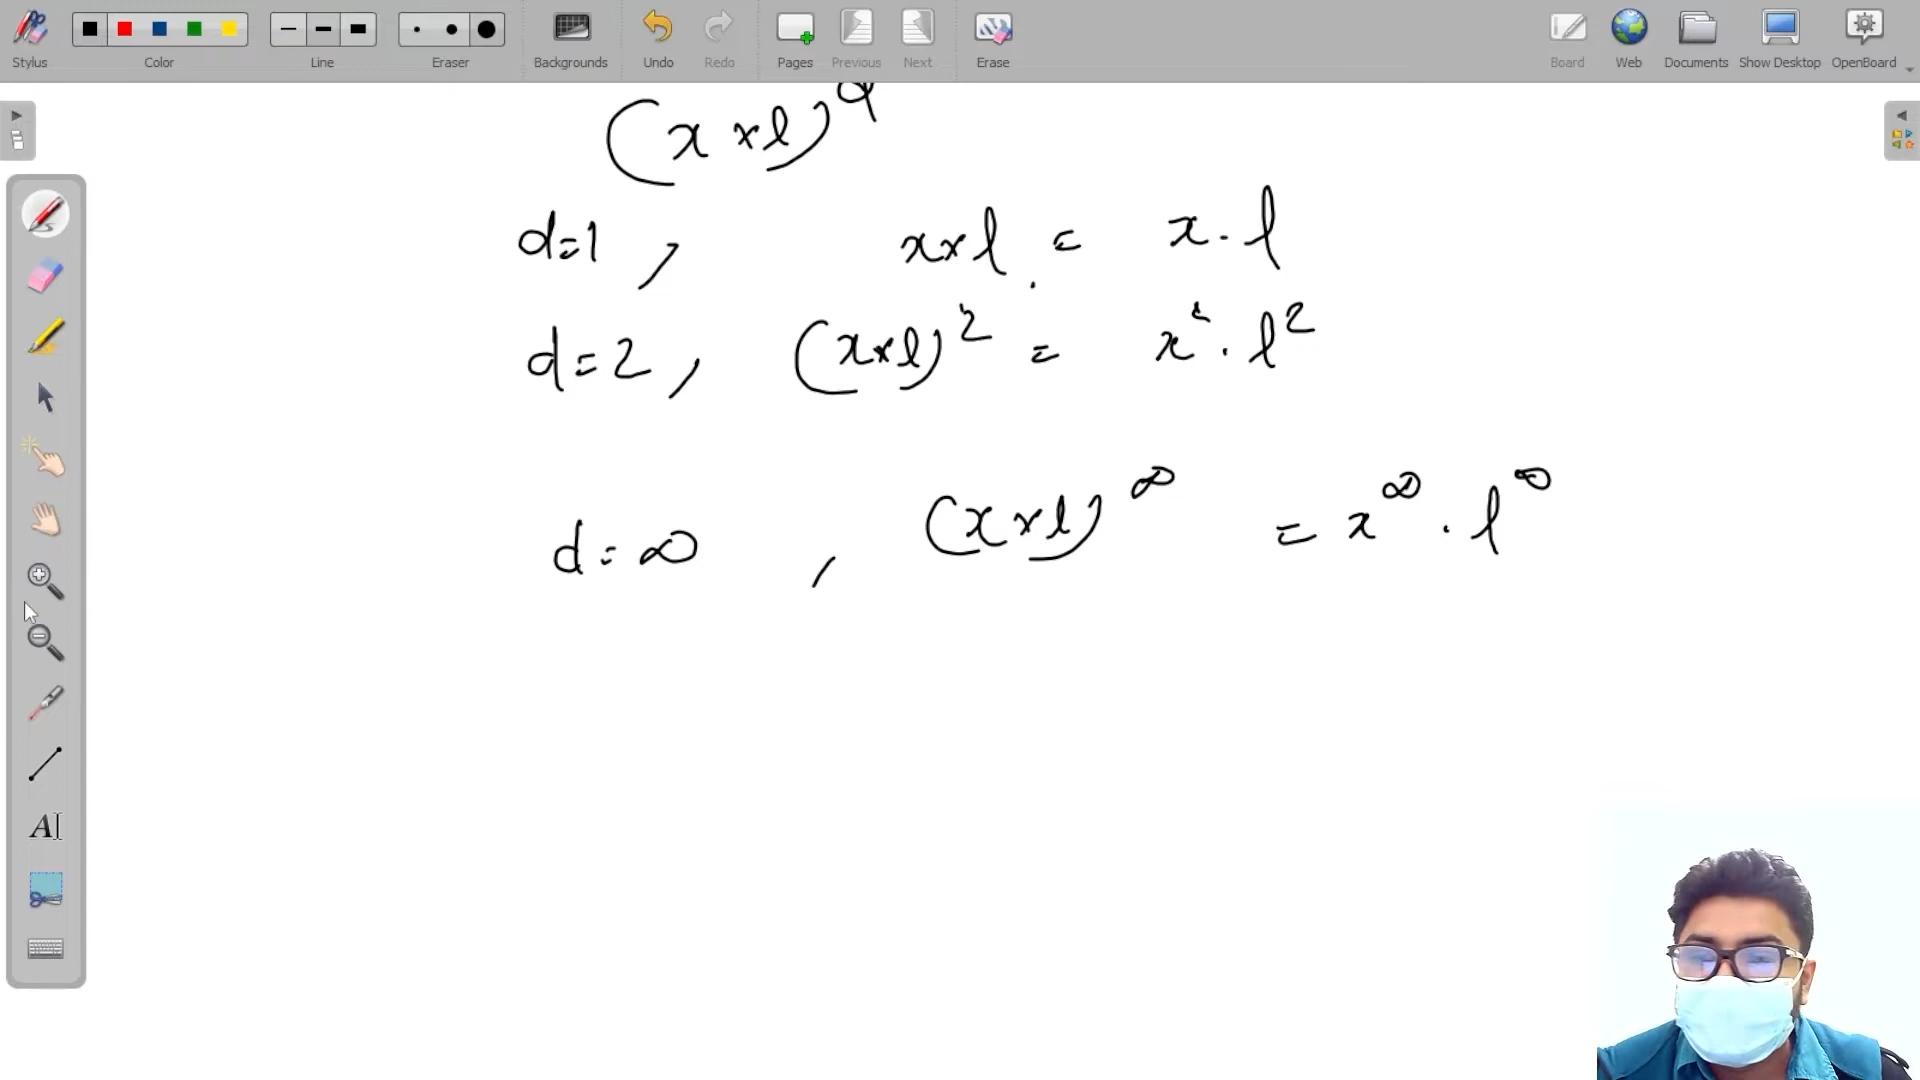 Stylus Color Line Eraser Backgrounds Undo Redo Pages Previous Next Erase Board Web Documents Show Desktop OpenBoard
(x × l)^d
d=1, x×l = x · l
d=2, (x×l)^2 = x^2 · l^2
d=∞, (x×l)^∞ = x^∞ · l^∞
AI